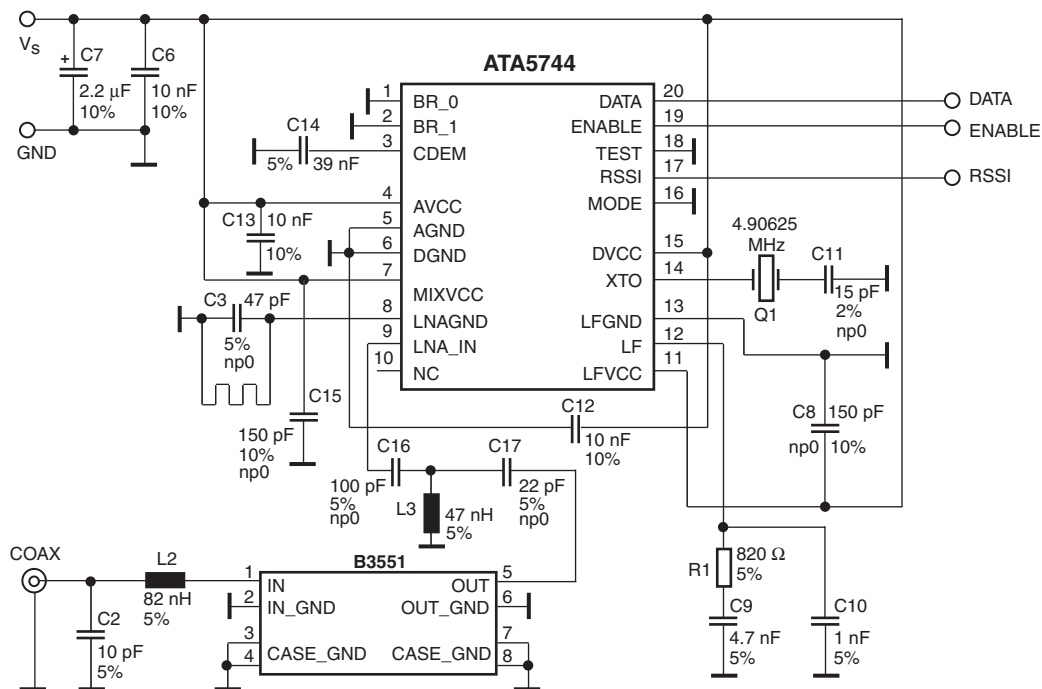 V_S
C7
+
2.2 µF
10%
C6
10 nF
10%
GND
ATA5744
1 BR_0
2 BR_1
3 CDEM
4 AVCC
5 AGND
6 DGND
7 MIXVCC
8 LNAGND
9 LNA_IN
10 NC
20 DATA
19 ENABLE
18 TEST
17 RSSI
16 MODE
15 DVCC
14 XTO
13 LFGND
12 LF
11 LFVCC
DATA
ENABLE
RSSI
C14
5% 39 nF
C13 10 nF
10%
C3 47 pF
5%
np0
C15
150 pF
10%
np0
4.90625
MHz
Q1
C11
15 pF
2%
np0
C12
10 nF
10%
C8 150 pF
np0 10%
C16
100 pF
5%
np0
C17
22 pF
5%
np0
L3 47 nH
5%
COAX
L2
82 nH
5%
C2
10 pF
5%
B3551
1 IN
2 IN_GND
3
4 CASE_GND
OUT 5
OUT_GND 6
7
CASE_GND 8
R1 820 Ω
5%
C9
4.7 nF
5%
C10
1 nF
5%